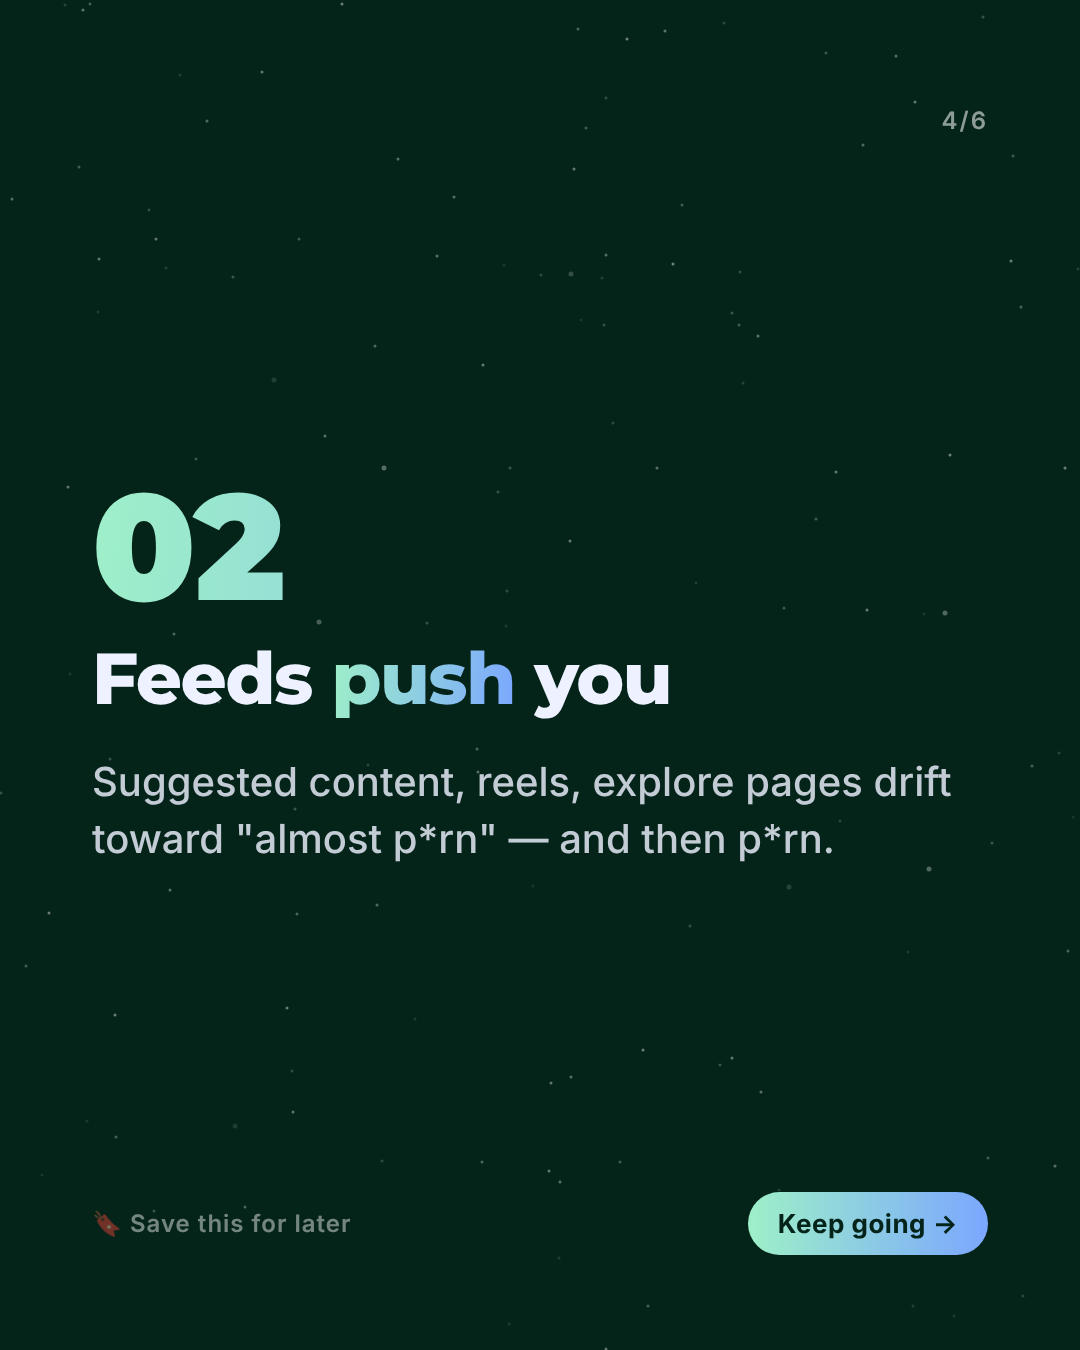 4/6
02
Feeds push you
Suggested content, reels, explore pages drift
toward "almost p*rn" — and then p*rn.
🔖 Save this for later
Keep going →